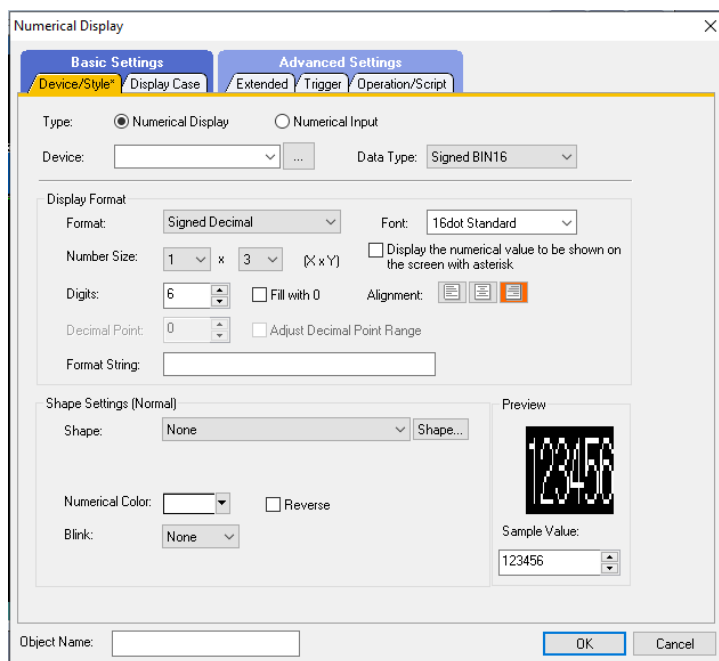 Numerical Display
Basic Settings Advanced Settings
Device/Style* Display Case Extended Trigger Operation/Script
Type: Numerical Display Numerical Input
Device: ... Data Type: Signed BIN16
Display Format
Format: Signed Decimal Font: 16dot Standard
Number Size: 1 x 3 (X x Y) Display the numerical value to be shown on
the screen with asterisk
Digits: 6 Fill with 0 Alignment:
Decimal Point: 0 Adjust Decimal Point Range
Format String:
Shape Settings (Normal) Preview
Shape: None Shape...
123456
Numerical Color: Reverse
Blink: None Sample Value:
123456
Object Name: OK Cancel